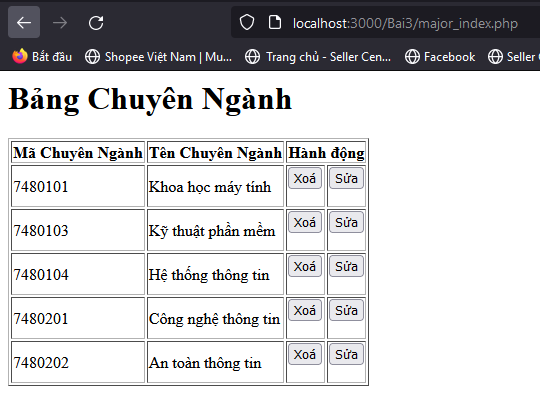 localhost:3000/Bai3/major_index.php
Bắt đầu Shopee Việt Nam | Mu... Trang chủ - Seller Cen... Facebook Seller
Bảng Chuyên Ngành
Mã Chuyên Ngành Tên Chuyên Ngành Hành động
7480101 Khoa học máy tính Xoá Sửa
7480103 Kỹ thuật phần mềm Xoá Sửa
7480104 Hệ thống thông tin Xoá Sửa
7480201 Công nghệ thông tin Xoá Sửa
7480202 An toàn thông tin Xoá Sửa